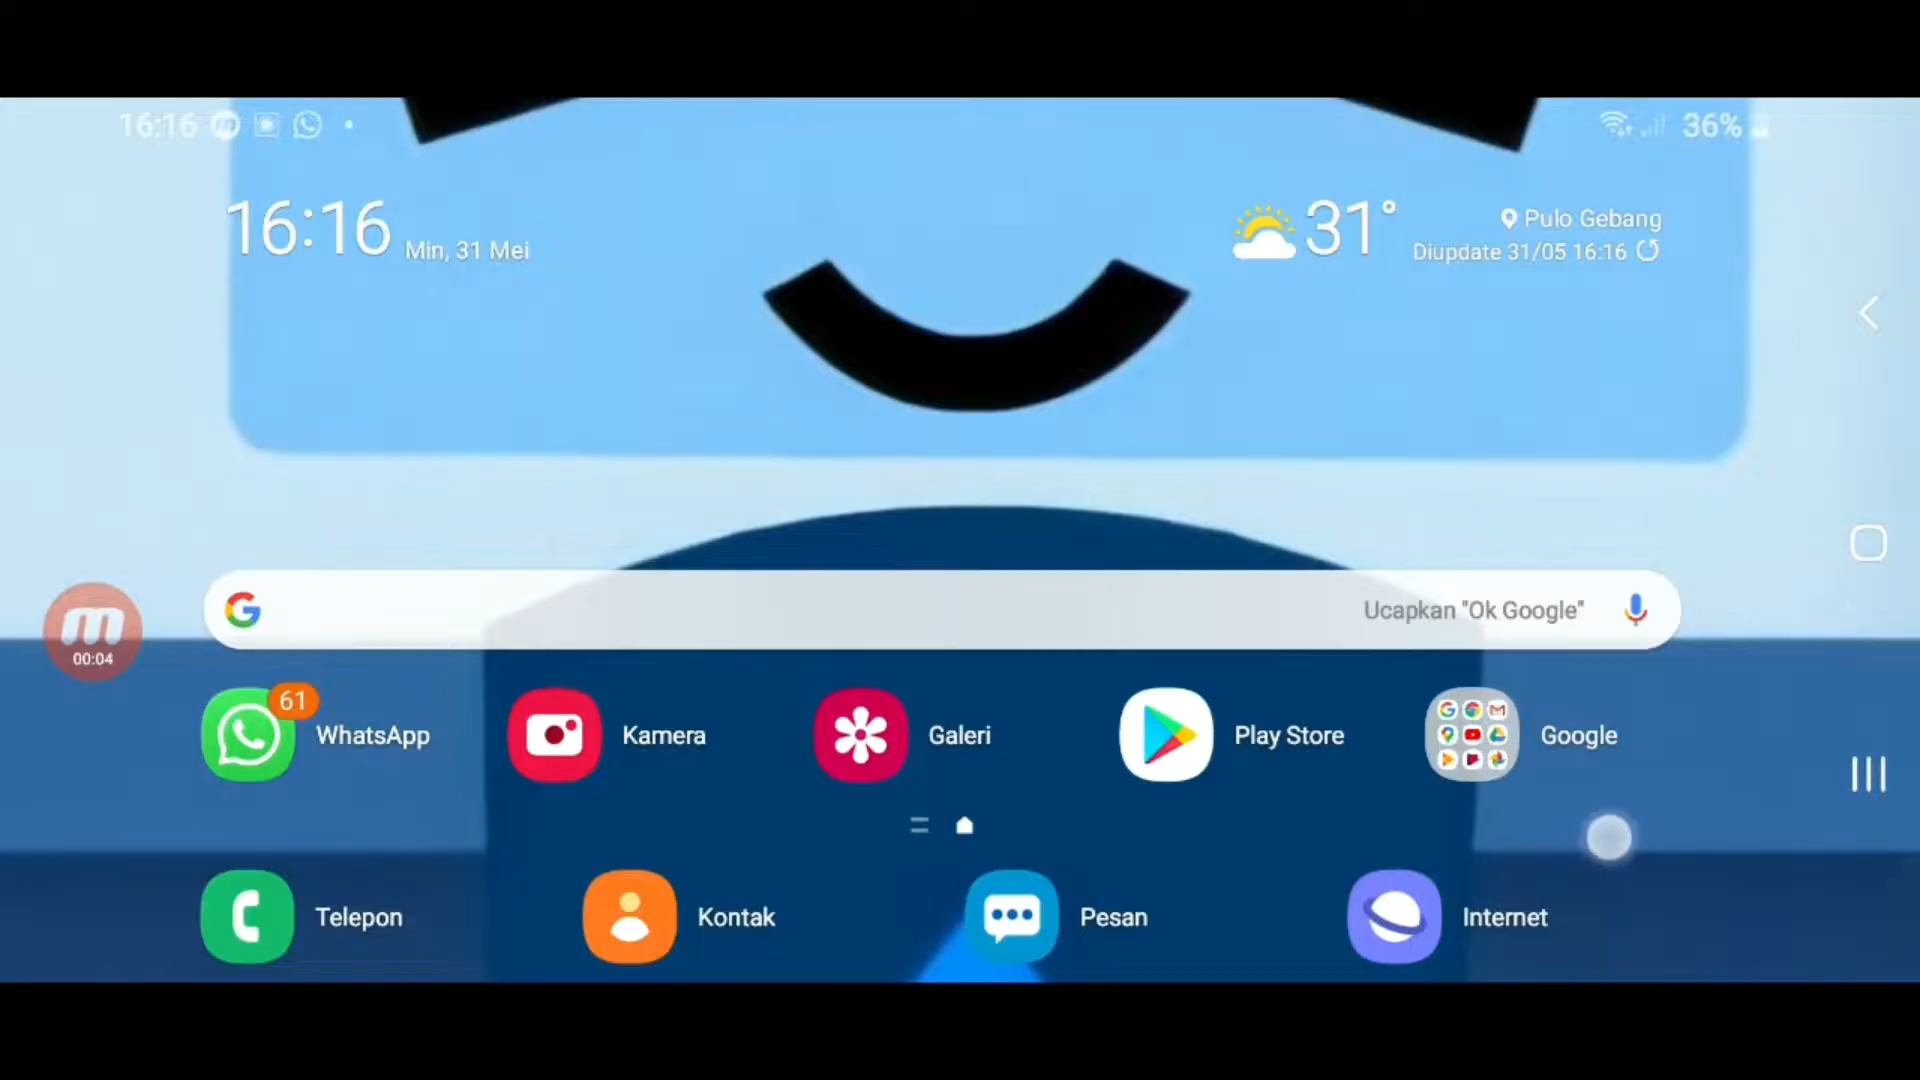 16:16
36%
16:16 Min, 31 Mei
31°
Pulo Gebang
Diupdate 31/05 16:16
Ucapkan "Ok Google"
00:04
61
WhatsApp
Kamera
Galeri
Play Store
Google
Telepon
Kontak
Pesan
Internet